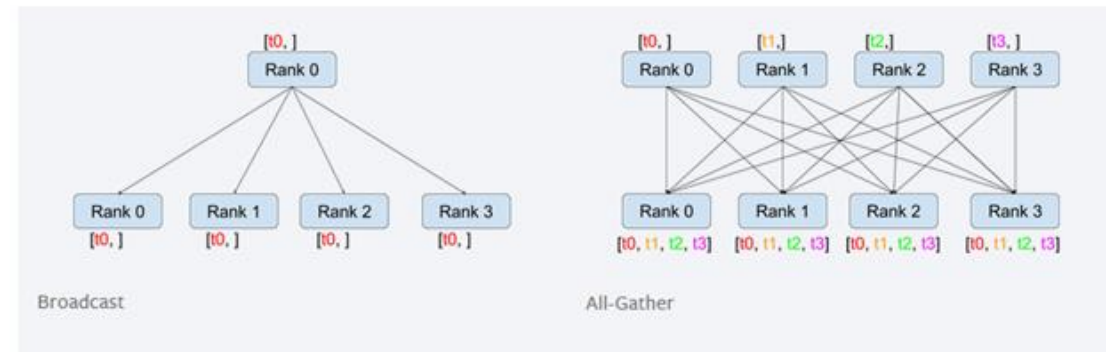 [t0, ]
Rank 0
Rank 0 Rank 1 Rank 2 Rank 3
[t0, ] [t0, ] [t0, ] [t0, ]
Broadcast
[t0, ] [t1,] [t2,] [t3, ]
Rank 0 Rank 1 Rank 2 Rank 3
Rank 0 Rank 1 Rank 2 Rank 3
[t0, t1, t2, t3] [t0, t1, t2, t3] [t0, t1, t2, t3] [t0, t1, t2, t3]
All-Gather